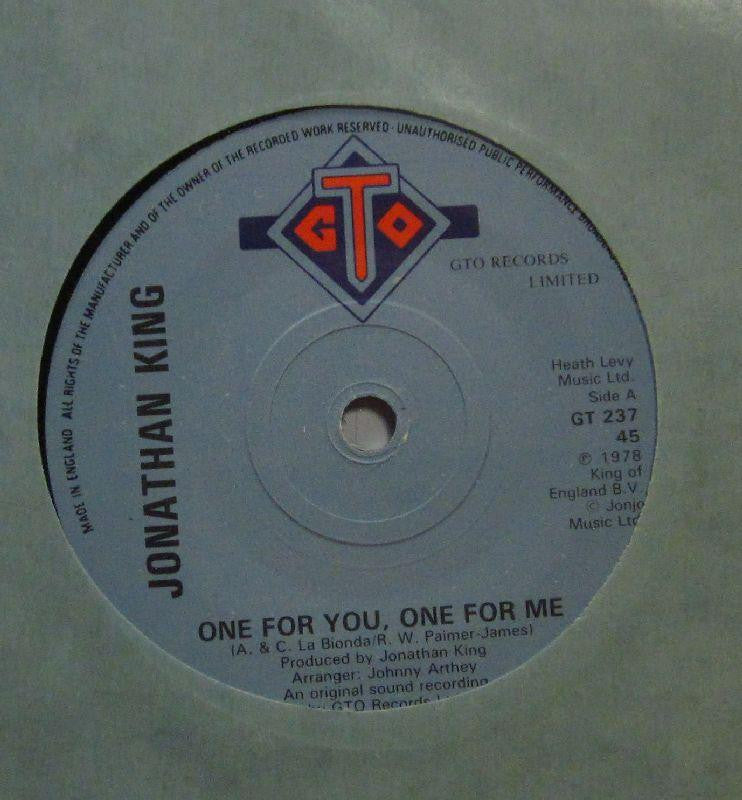 MADE IN ENGLAND ALL RIGHTS OF THE MANUFACTURER AND OF THE OWNER OF THE RECORDED WORK RESERVED · UNAUTHORISED PUBLIC PERFORMANCE
GTO
GTO RECORDS
LIMITED
JONATHAN KING
Heath Levy
Music Ltd.
Side A
GT 237
45
℗ 1978
King of
England B.V.
© Jonjo
Music Ltd
ONE FOR YOU, ONE FOR ME
(A. & C. La Bionda/R. W. Palmer-James)
Produced by Jonathan King
Arranger: Johnny Arthey
An original sound recording
GTO Records